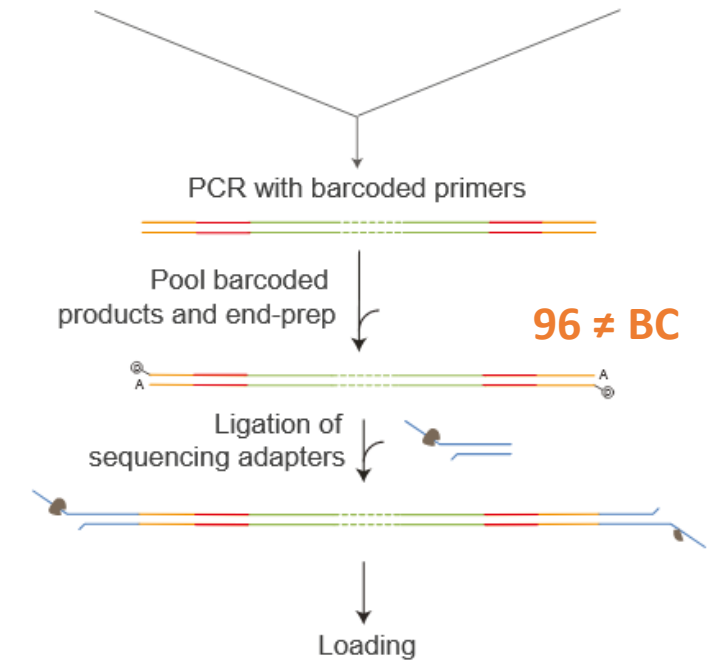 PCR with barcoded primers
Pool barcoded
products and end-prep
96 ≠ BC
P
A
A
P
Ligation of
sequencing adapters
Loading